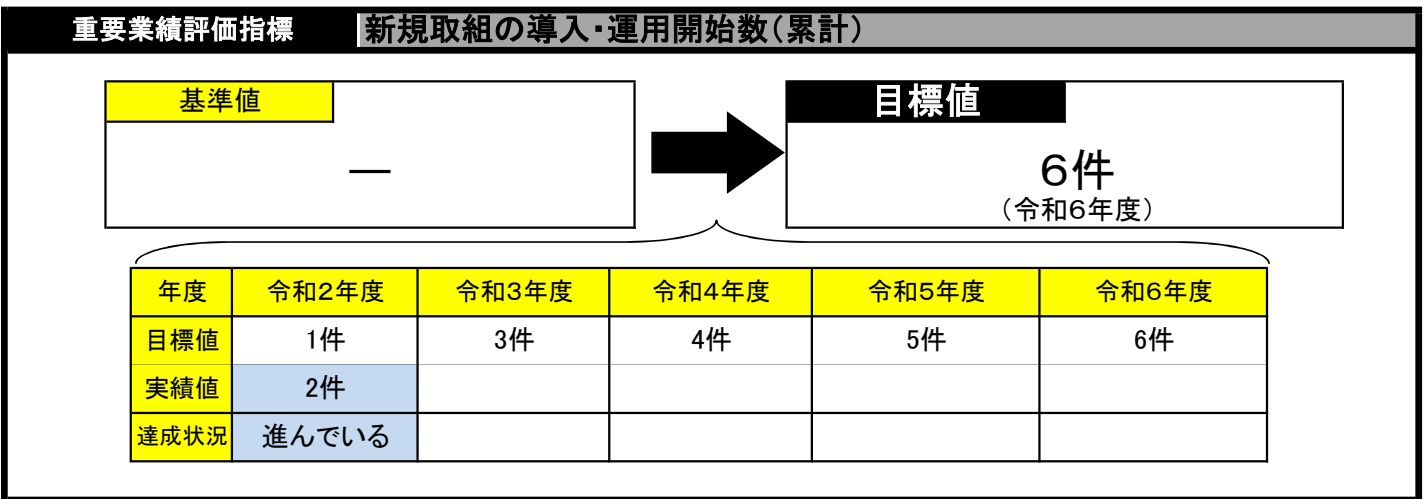 重要業績評価指標 新規取組の導入・運用開始数（累計）
基準値 目標値
― 6件
（令和6年度）
年度 令和2年度 令和3年度 令和4年度 令和5年度 令和6年度
目標値 1件 3件 4件 5件 6件
実績値 2件
達成状況 進んでいる